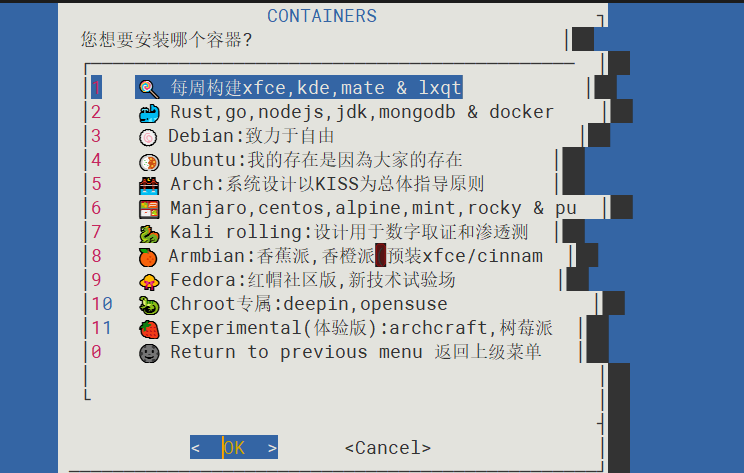 CONTAINERS
您想要安装哪个容器?
1 每周构建xfce,kde,mate & lxqt
2 Rust,go,nodejs,jdk,mongodb & docker
3 Debian:致力于自由
4 Ubuntu:我的存在是因為大家的存在
5 Arch:系统设计以KISS为总体指导原则
6 Manjaro,centos,alpine,mint,rocky & pu
7 Kali rolling:设计用于数字取证和渗透测
8 Armbian:香蕉派,香橙派(预装xfce/cinnam
9 Fedora:红帽社区版,新技术试验场
10 Chroot专属:deepin,opensuse
11 Experimental(体验版):archcraft,树莓派
0 Return to previous menu 返回上级菜单
< OK > <Cancel>